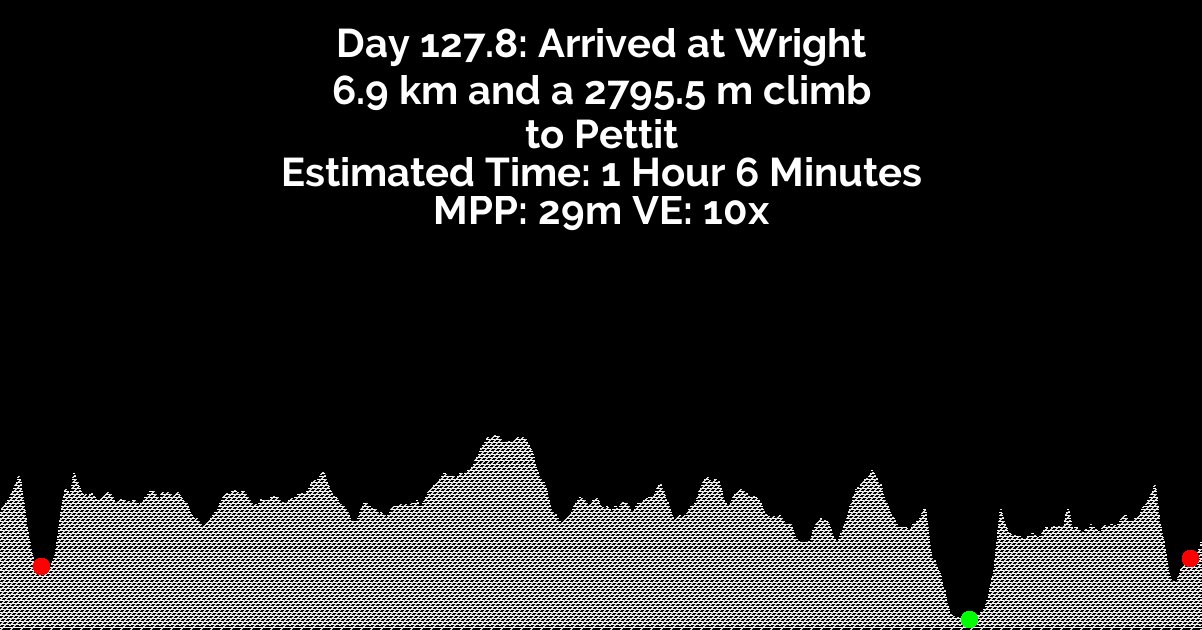 Day 127.8: Arrived at Wright
6.9 km and a 2795.5 m climb
to Pettit
Estimated Time: 1 Hour 6 Minutes
MPP: 29m VE: 10x